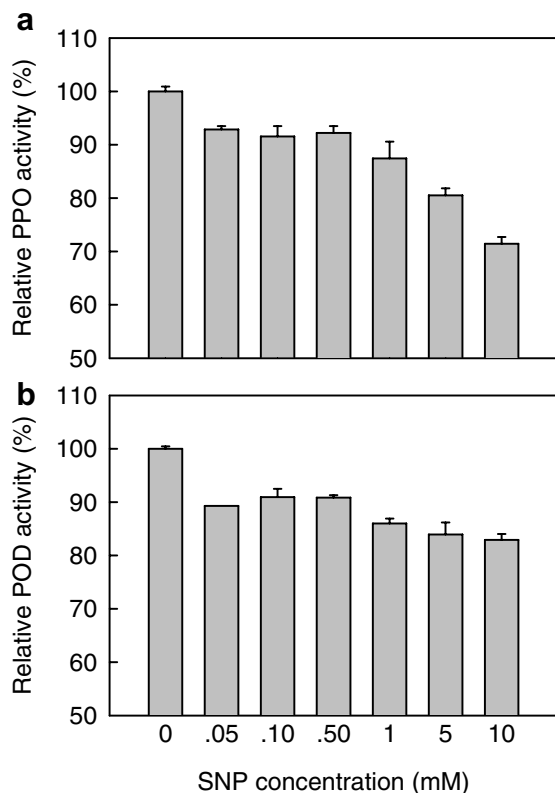 a
110
100
90
80
70
60
50
Relative PPO activity (%)
b
110
100
90
80
70
60
50
Relative POD activity (%)
0 .05 .10 .50 1 5 10
SNP concentration (mM)